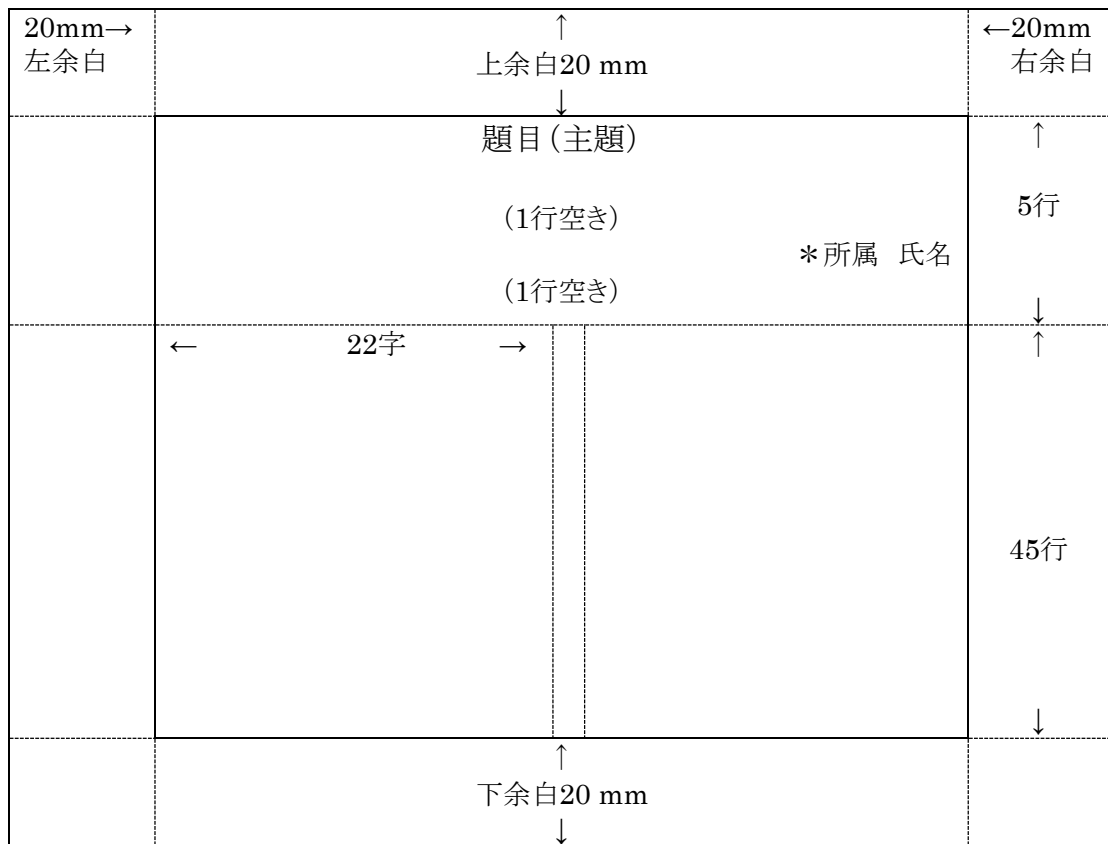 20mm→
左余白
↑
上余白20 mm
↓
←20mm
右余白
題目（主題）
（1行空き）
＊所属　氏名
（1行空き）
↑
5行
↓
←　22字　→
↑
45行
↓
↑
下余白20 mm
↓